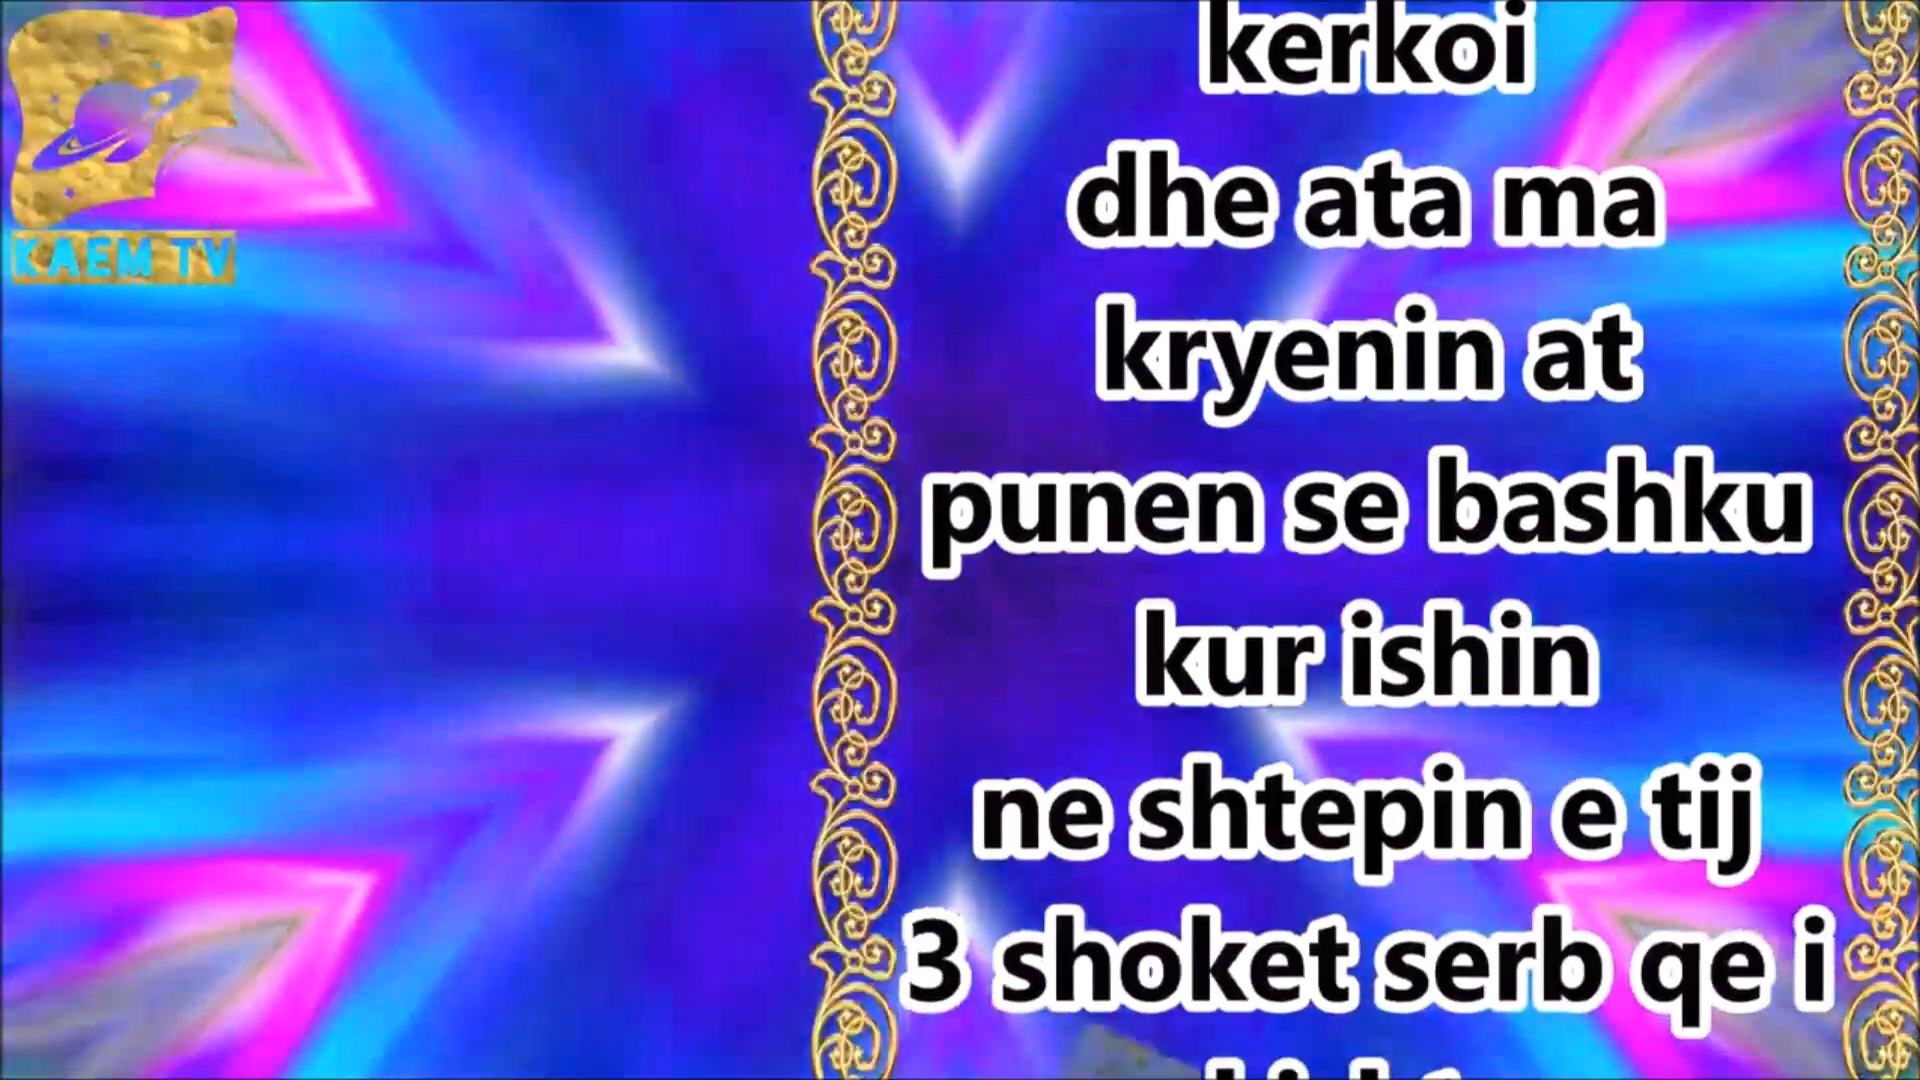 KAEM TV
kerkoi
dhe ata ma
kryenin at
punen se bashku
kur ishin
ne shtepin e tij
3 shoket serb qe i